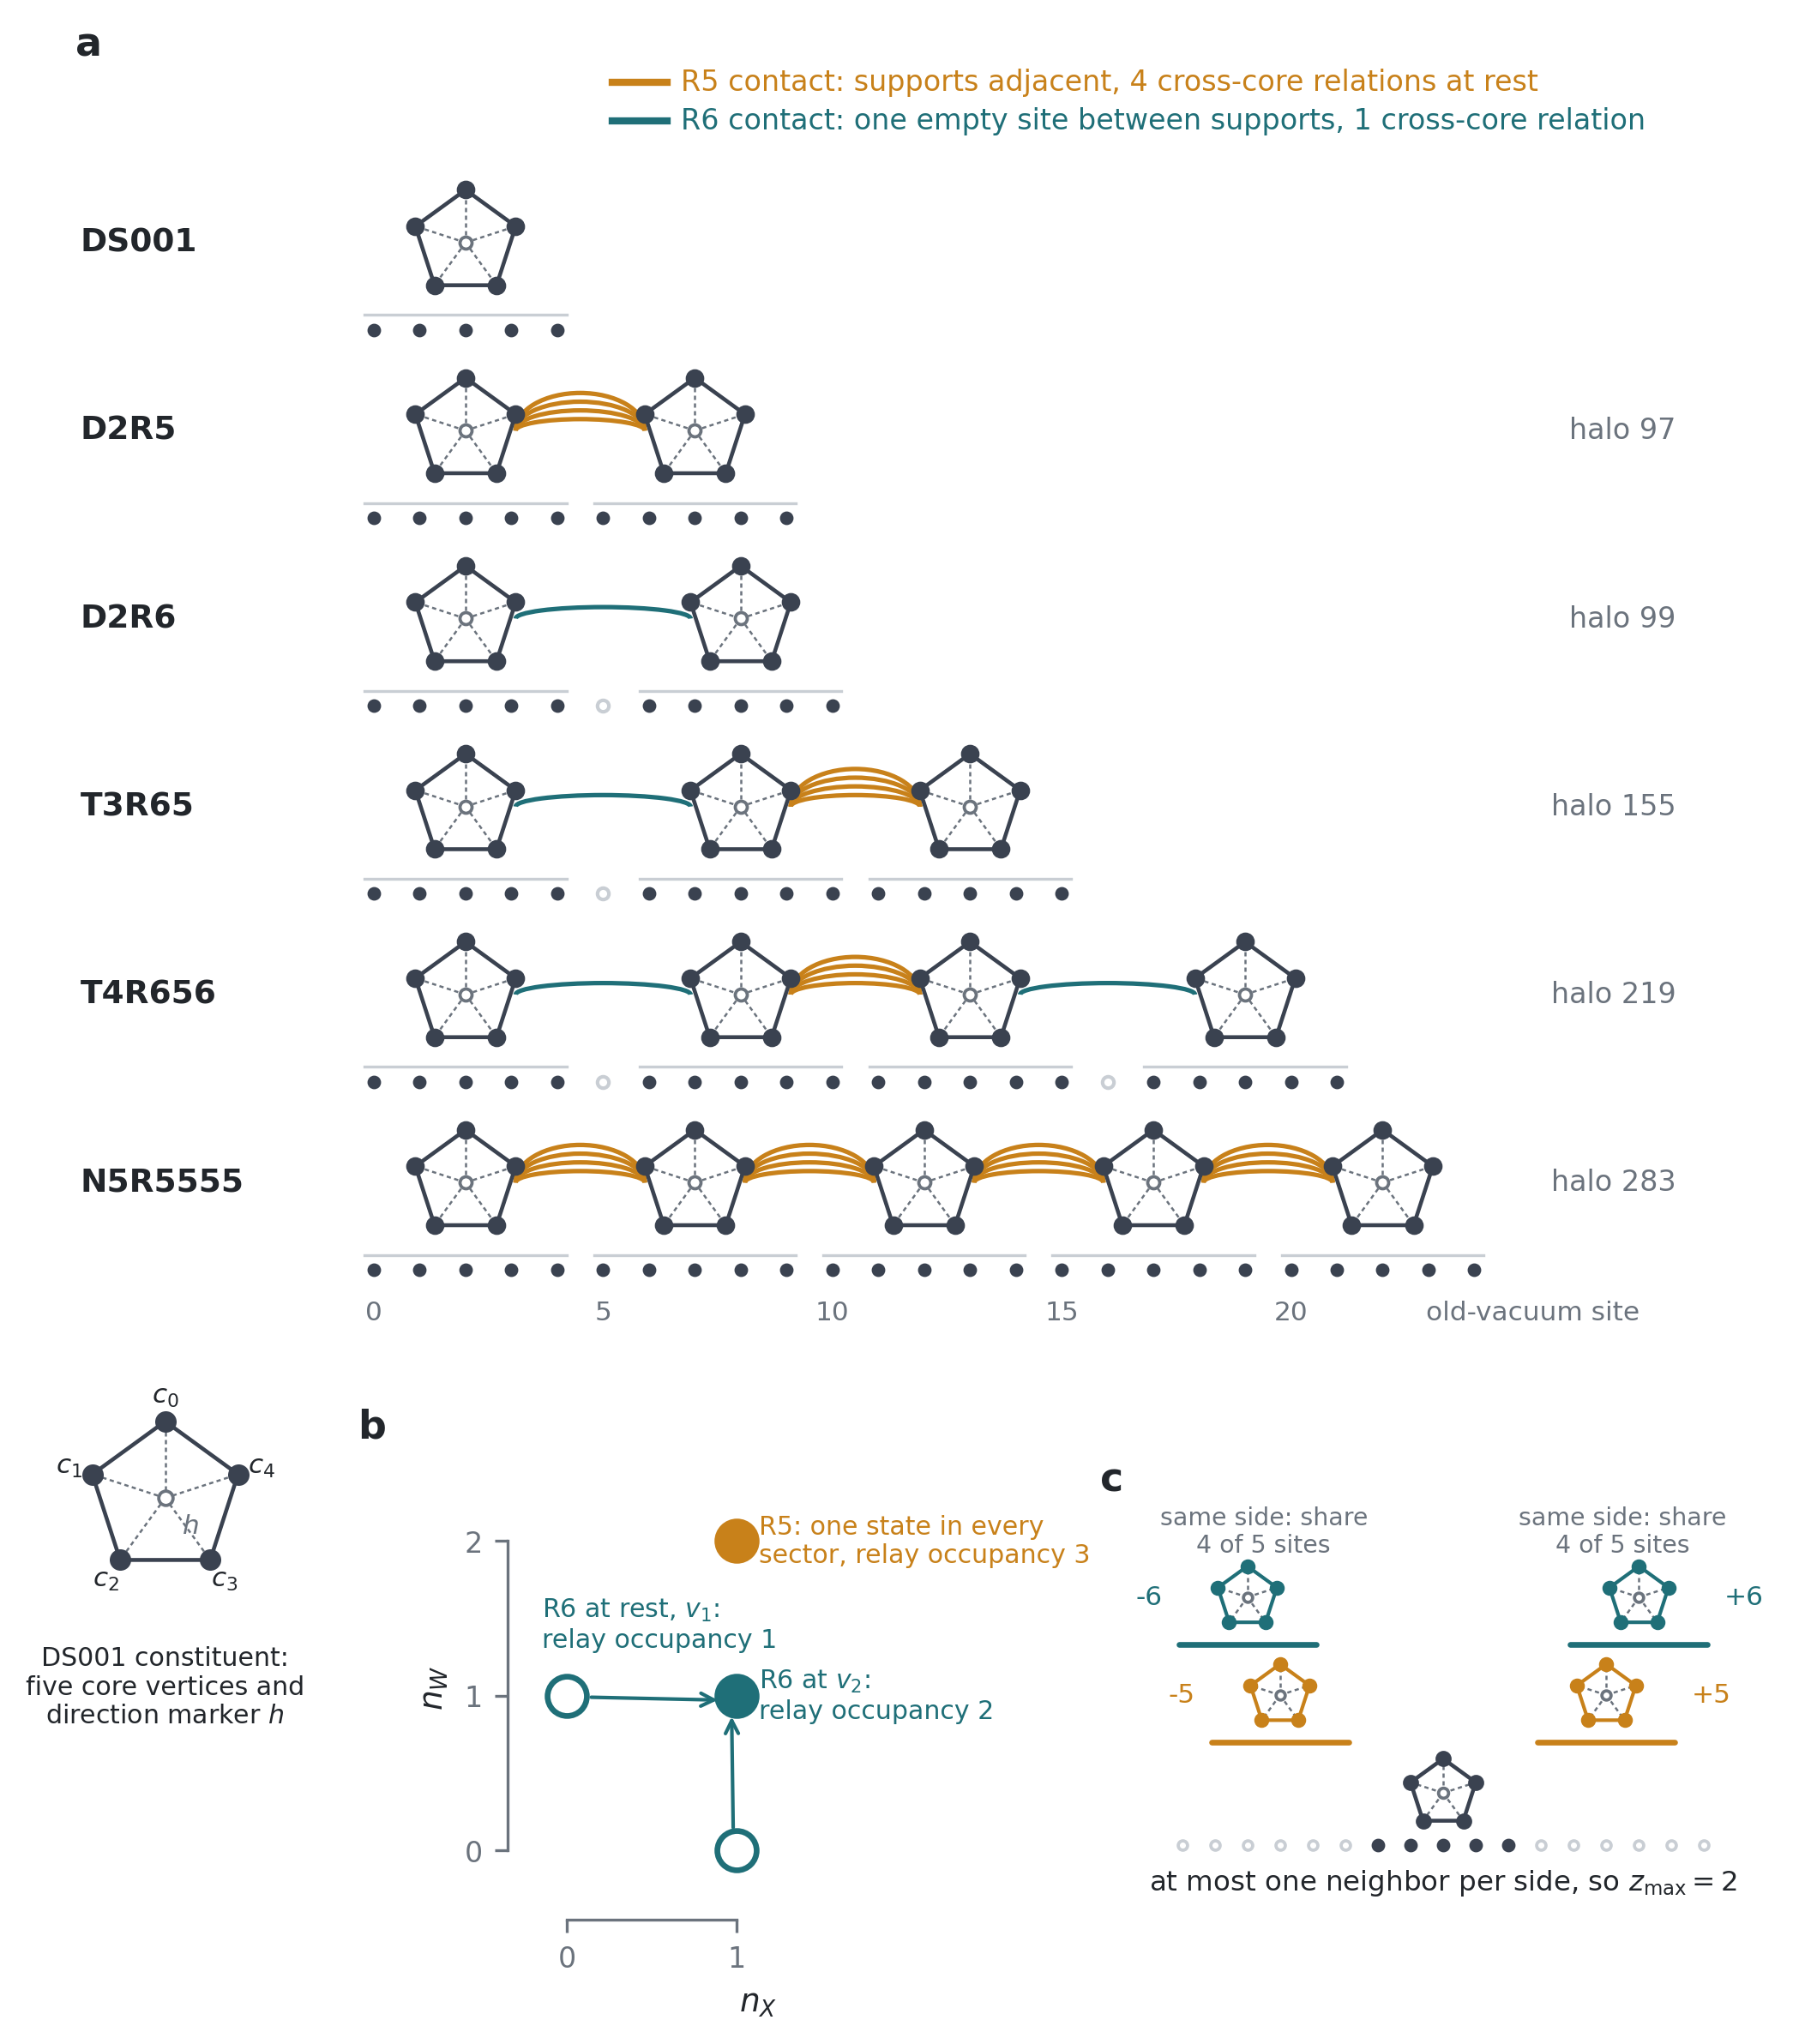 a
R5 contact: supports adjacent, 4 cross-core relations at rest
R6 contact: one empty site between supports, 1 cross-core relation
DS001
D2R5
halo 97
D2R6
halo 99
T3R65
halo 155
T4R656
halo 219
N5R5555
halo 283
0 5 10 15 20 old-vacuum site
c₀
c₁
c₄
h
c₂
c₃
DS001 constituent:
five core vertices and
direction marker h
b
2
1
0
n_W
R5: one state in every
sector, relay occupancy 3
R6 at rest, v₁:
relay occupancy 1
R6 at v₂:
relay occupancy 2
0 1
n_X
c
same side: share
4 of 5 sites
same side: share
4 of 5 sites
-6
+6
-5
+5
at most one neighbor per side, so z_max = 2